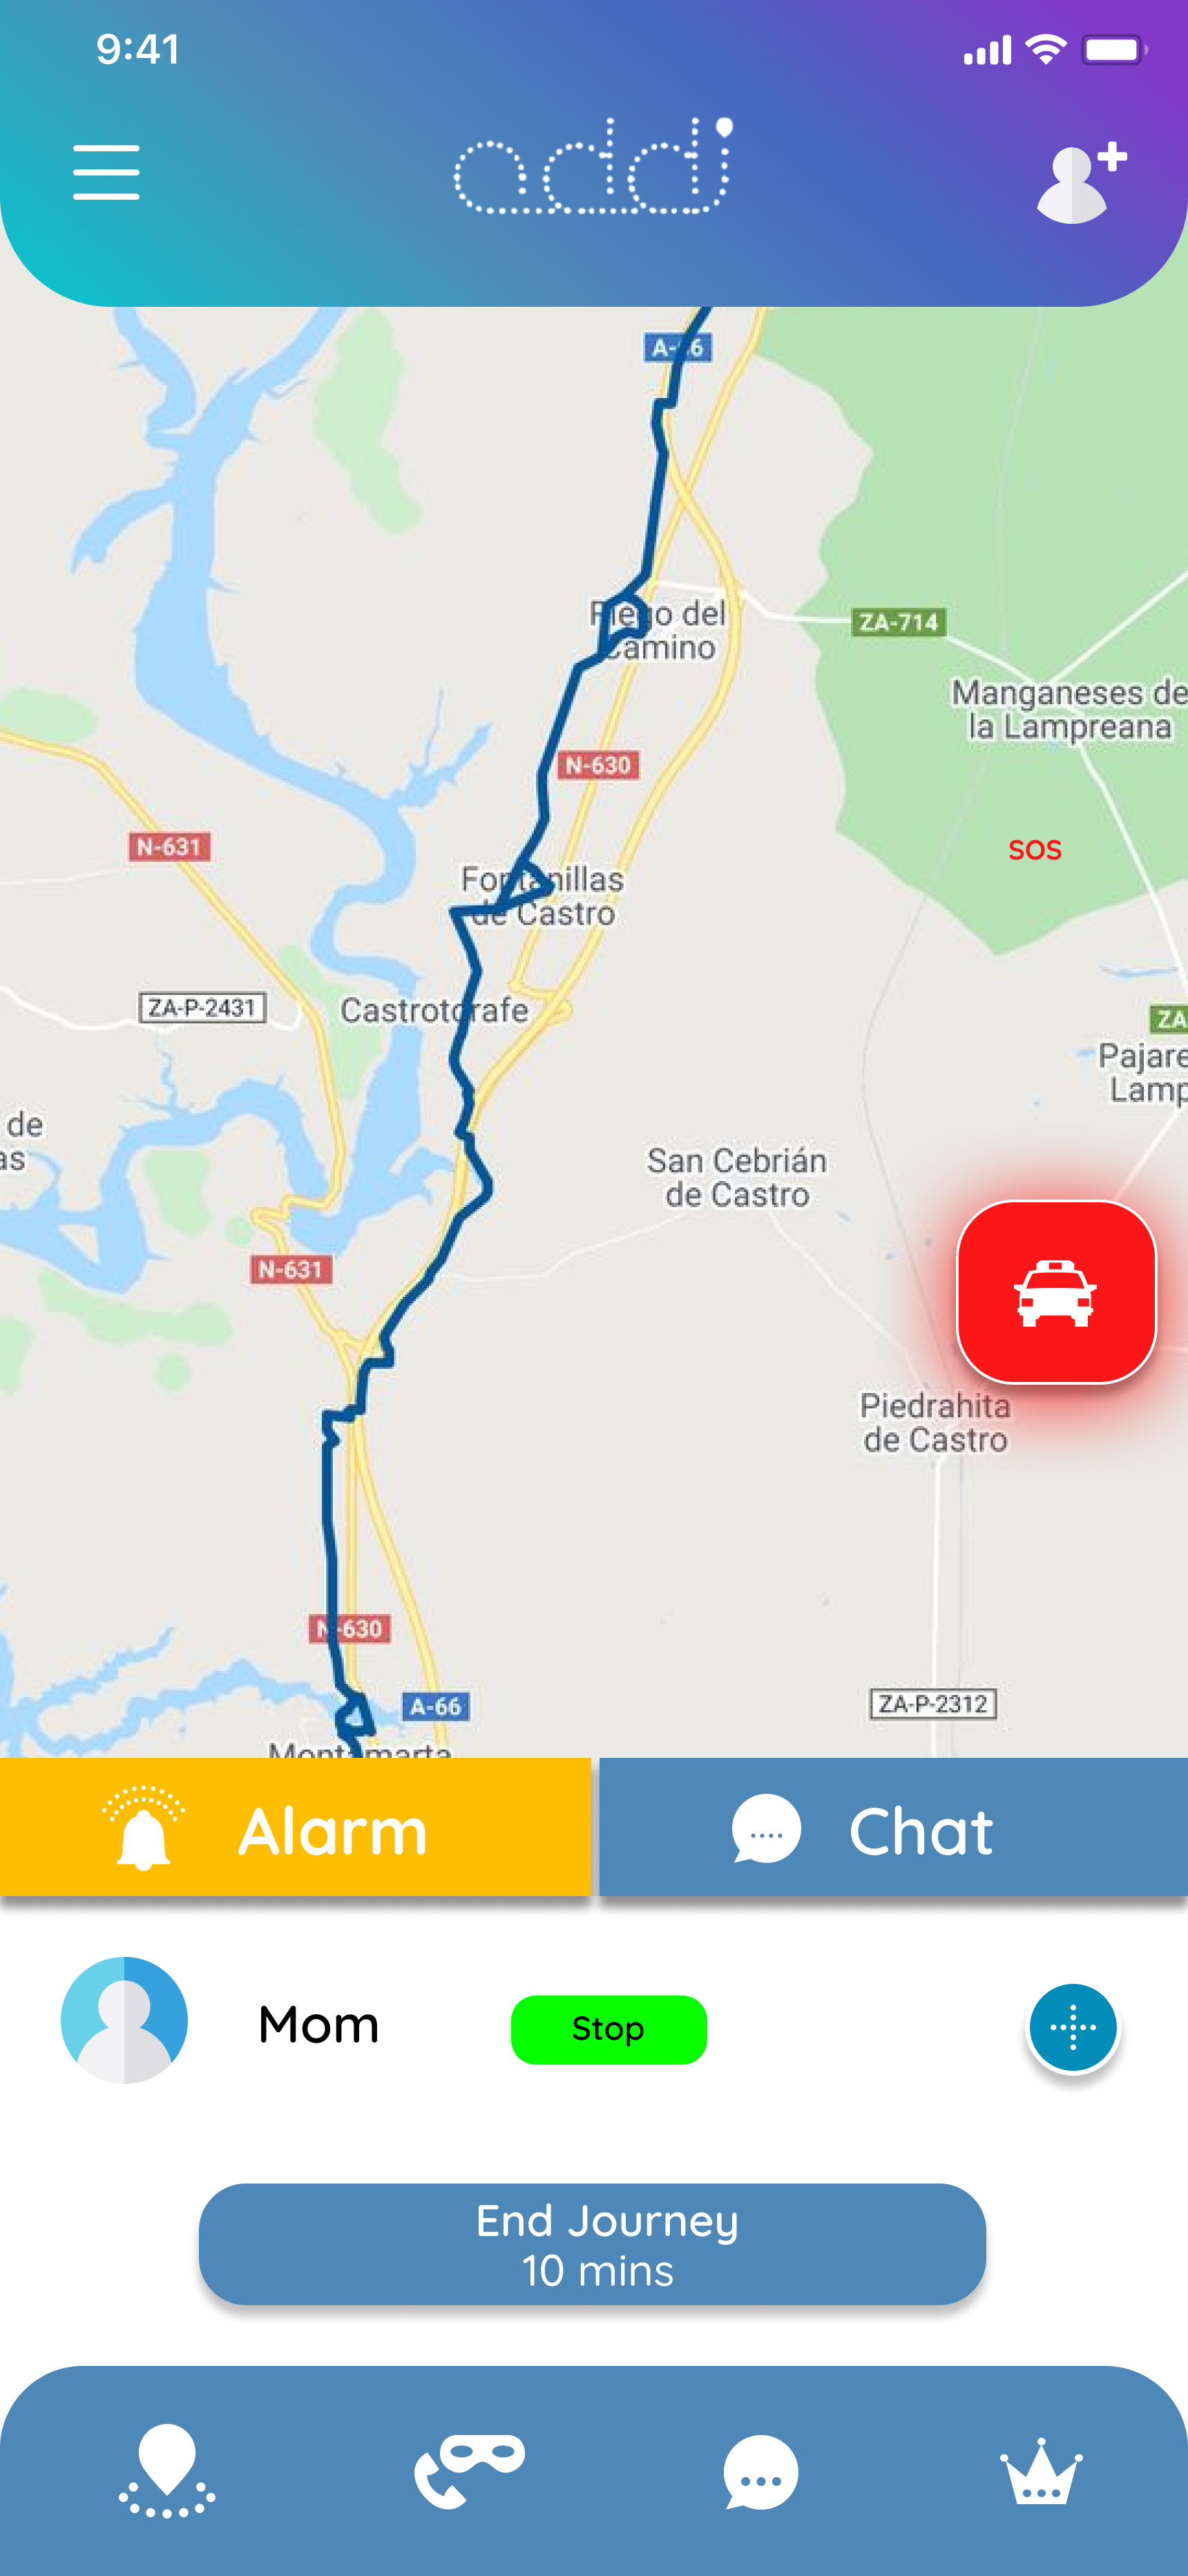 9:41
addi
A-66
Riego del
Camino
ZA-714
Manganeses de
la Lampreana
N-630
N-631
SOS
Fontanillas
de Castro
ZA-P-2431
Castrotorafe
ZA
Pajare
Lamp
de
as
San Cebrián
de Castro
N-631
Piedrahita
de Castro
N-630
A-66
ZA-P-2312
Montamarta
Alarm
Chat
Mom
Stop
End Journey
10 mins